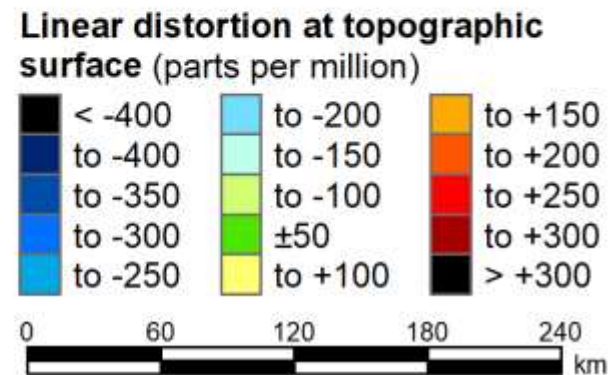 Linear distortion at topographic
surface (parts per million)
< -400
to -400
to -350
to -300
to -250
to -200
to -150
to -100
±50
to +100
to +150
to +200
to +250
to +300
> +300
0 60 120 180 240
km